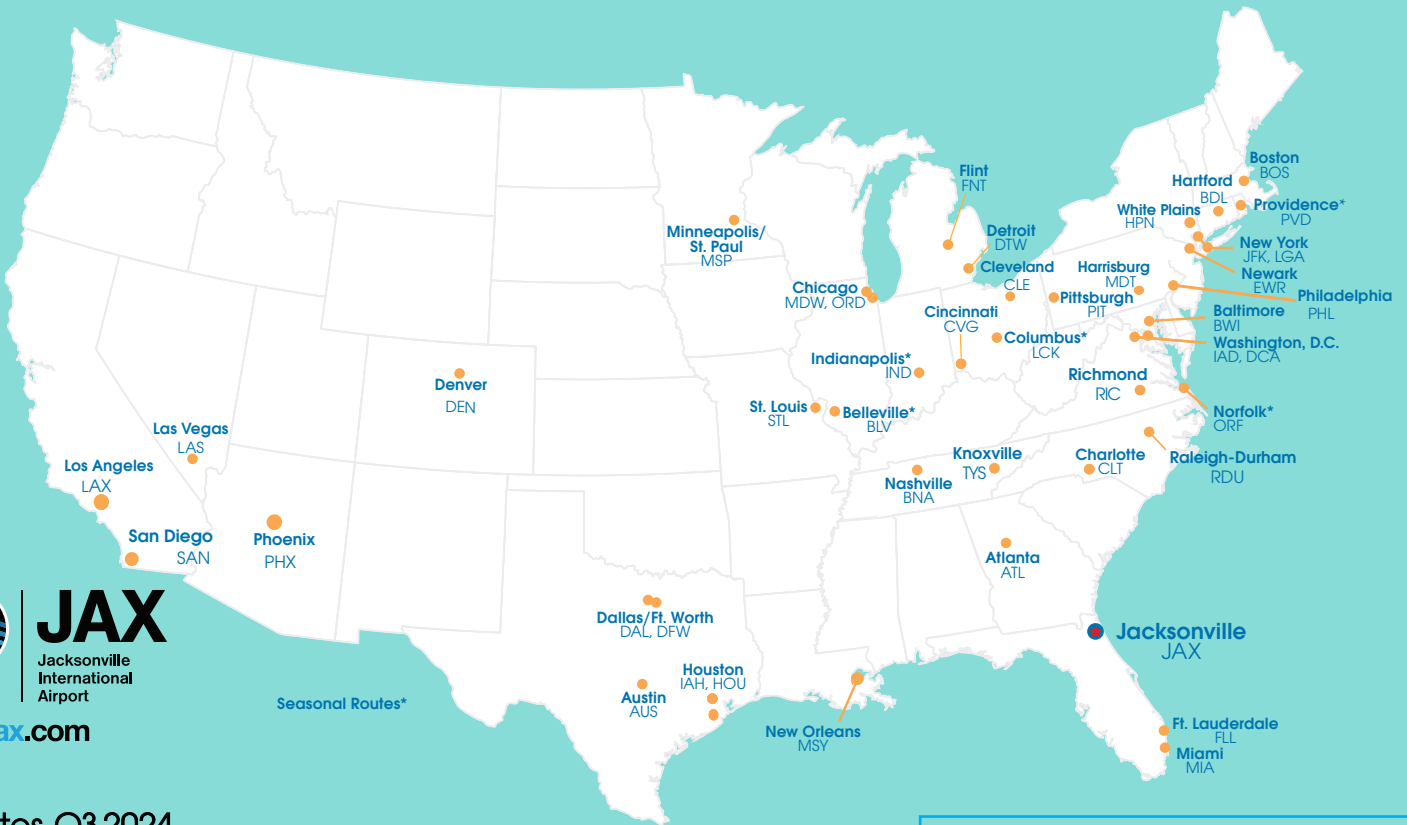 Boston
BOS
Flint
FNT
Hartford
BDL
Providence*
PVD
White Plains
HPN
Minneapolis/
St. Paul
MSP
Detroit
DTW
New York
JFK, LGA
Cleveland
CLE
Harrisburg
MDT
Newark
EWR
Chicago
MDW, ORD
Pittsburgh
PIT
Philadelphia
PHL
Cincinnati
CVG
Baltimore
BWI
Columbus*
LCK
Washington, D.C.
IAD, DCA
Indianapolis*
IND
Richmond
RIC
Denver
DEN
St. Louis
STL
Belleville*
BLV
Norfolk*
ORF
Las Vegas
LAS
Knoxville
TYS
Charlotte
CLT
Raleigh-Durham
RDU
Los Angeles
LAX
Nashville
BNA
San Diego
SAN
Phoenix
PHX
Atlanta
ATL
Dallas/Ft. Worth
DAL, DFW
Jacksonville
JAX
JAX
Jacksonville
International
Airport
Houston
IAH, HOU
Austin
AUS
Seasonal Routes*
New Orleans
MSY
Ft. Lauderdale
FLL
Miami
MIA
ax.com
Q3 2024